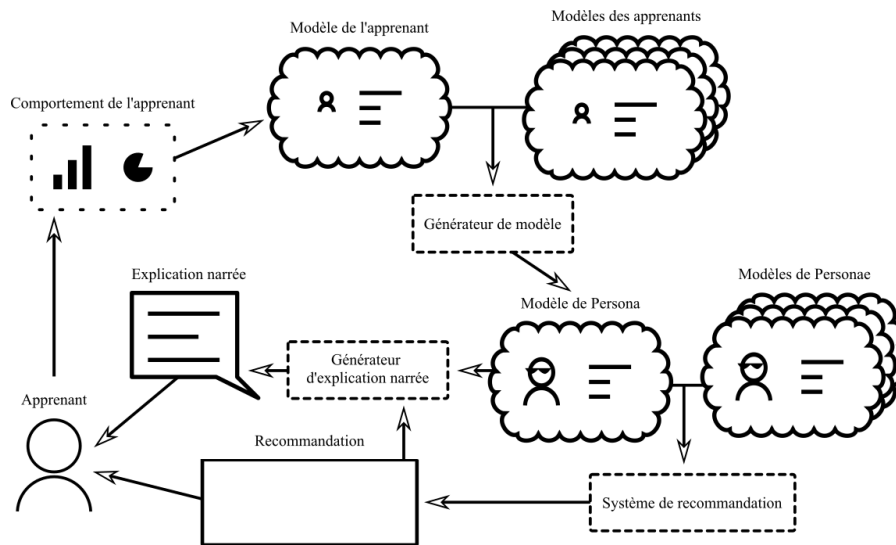 Modèles des apprenants
Modèle de l'apprenant
Comportement de l'apprenant
Générateur de modèle
Explication narrée
Modèle de Persona
Modèles de Personae
Générateur
d'explication narrée
Apprenant
Recommandation
Système de recommandation